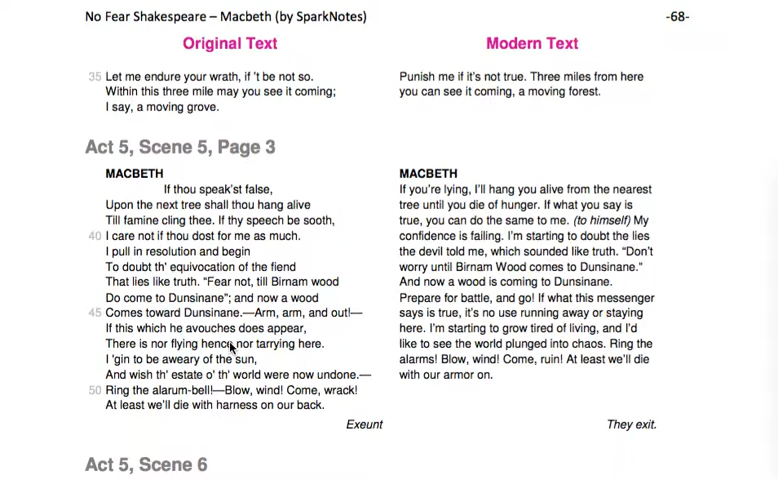 No Fear Shakespeare – Macbeth (by SparkNotes)
-68-
Original Text
Modern Text
35 Let me endure your wrath, if 't be not so.
Within this three mile may you see it coming;
I say, a moving grove.
Punish me if it's not true. Three miles from here
you can see it coming, a moving forest.
Act 5, Scene 5, Page 3
MACBETH
If thou speak'st false,
Upon the next tree shall thou hang alive
Till famine cling thee. If thy speech be sooth,
40 I care not if thou dost for me as much.
I pull in resolution and begin
To doubt th' equivocation of the fiend
That lies like truth. “Fear not, till Birnam wood
Do come to Dunsinane”; and now a wood
45 Comes toward Dunsinane.—Arm, arm, and out!—
If this which he avouches does appear,
There is nor flying hence nor tarrying here.
I 'gin to be aweary of the sun,
And wish th' estate o' th' world were now undone.—
50 Ring the alarum-bell!—Blow, wind! Come, wrack!
At least we'll die with harness on our back.
Exeunt
MACBETH
If you're lying, I'll hang you alive from the nearest
tree until you die of hunger. If what you say is
true, you can do the same to me. (to himself) My
confidence is failing. I'm starting to doubt the lies
the devil told me, which sounded like truth. “Don't
worry until Birnam Wood comes to Dunsinane.”
And now a wood is coming to Dunsinane.
Prepare for battle, and go! If what this messenger
says is true, it's no use running away or staying
here. I'm starting to grow tired of living, and I'd
like to see the world plunged into chaos. Ring the
alarms! Blow, wind! Come, ruin! At least we'll die
with our armor on.
They exit.
Act 5, Scene 6